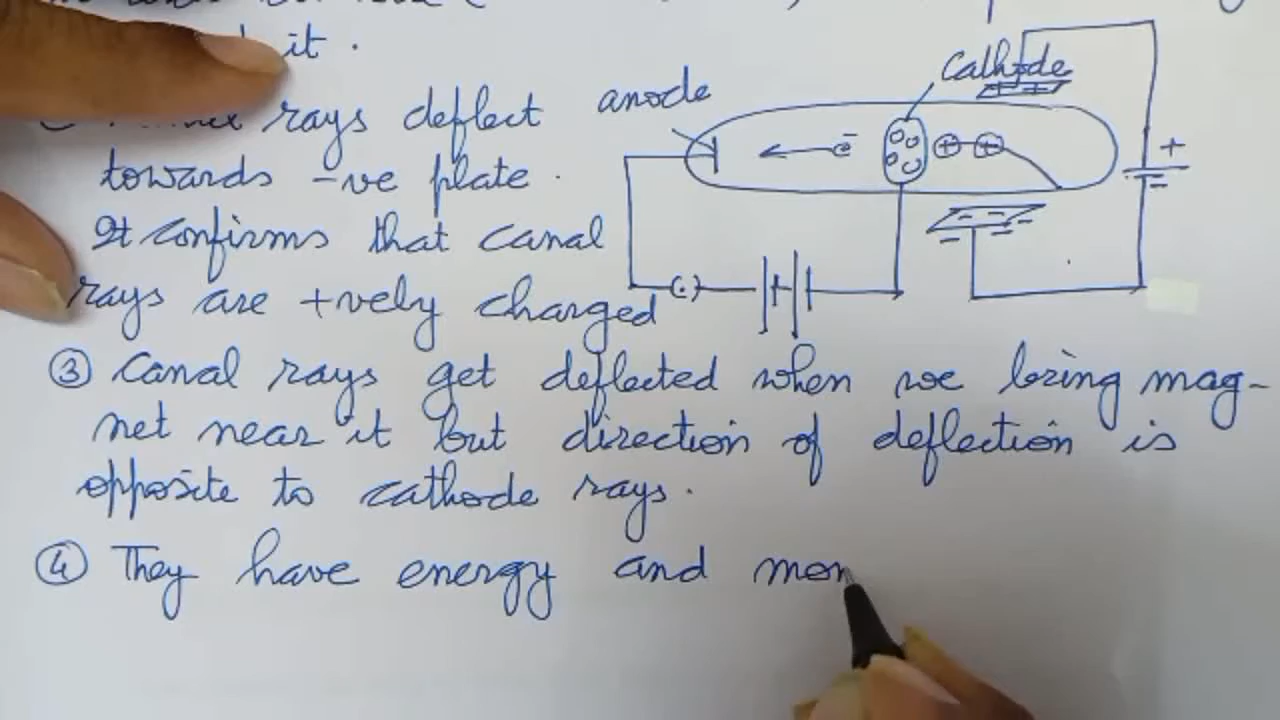 it.
rays deflect
towards -ve plate.
It confirms that canal
rays are +vely charged
anode
Cathode
③ Canal rays get deflected when we bring mag-
net near it but direction of deflection is
opposite to cathode rays.
④ They have energy and mom